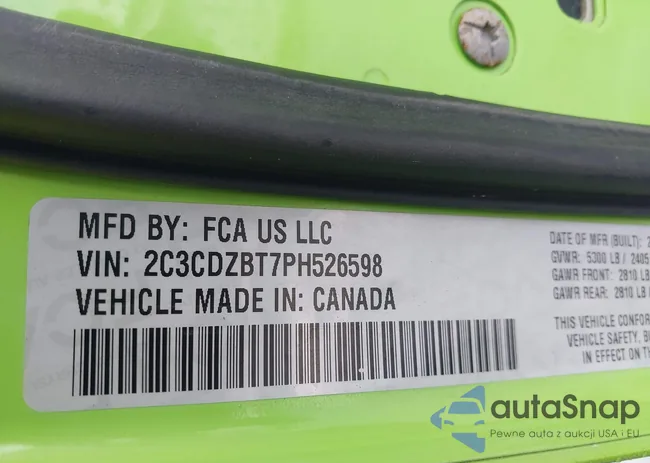 MFD BY: FCA US LLC
VIN: 2C3CDZBT7PH526598
VEHICLE MADE IN: CANADA
DATE OF MFR (BUILT): 2
GVWR: 5300 LB / 2405
GAWR FRONT: 2810 LB
GAWR REAR: 2810 LB /
THIS VEHICLE CONFOR
VEHICLE SAFETY,
IN EFFECT ON
autaSnap
Pewne auta z aukcji USA i EU